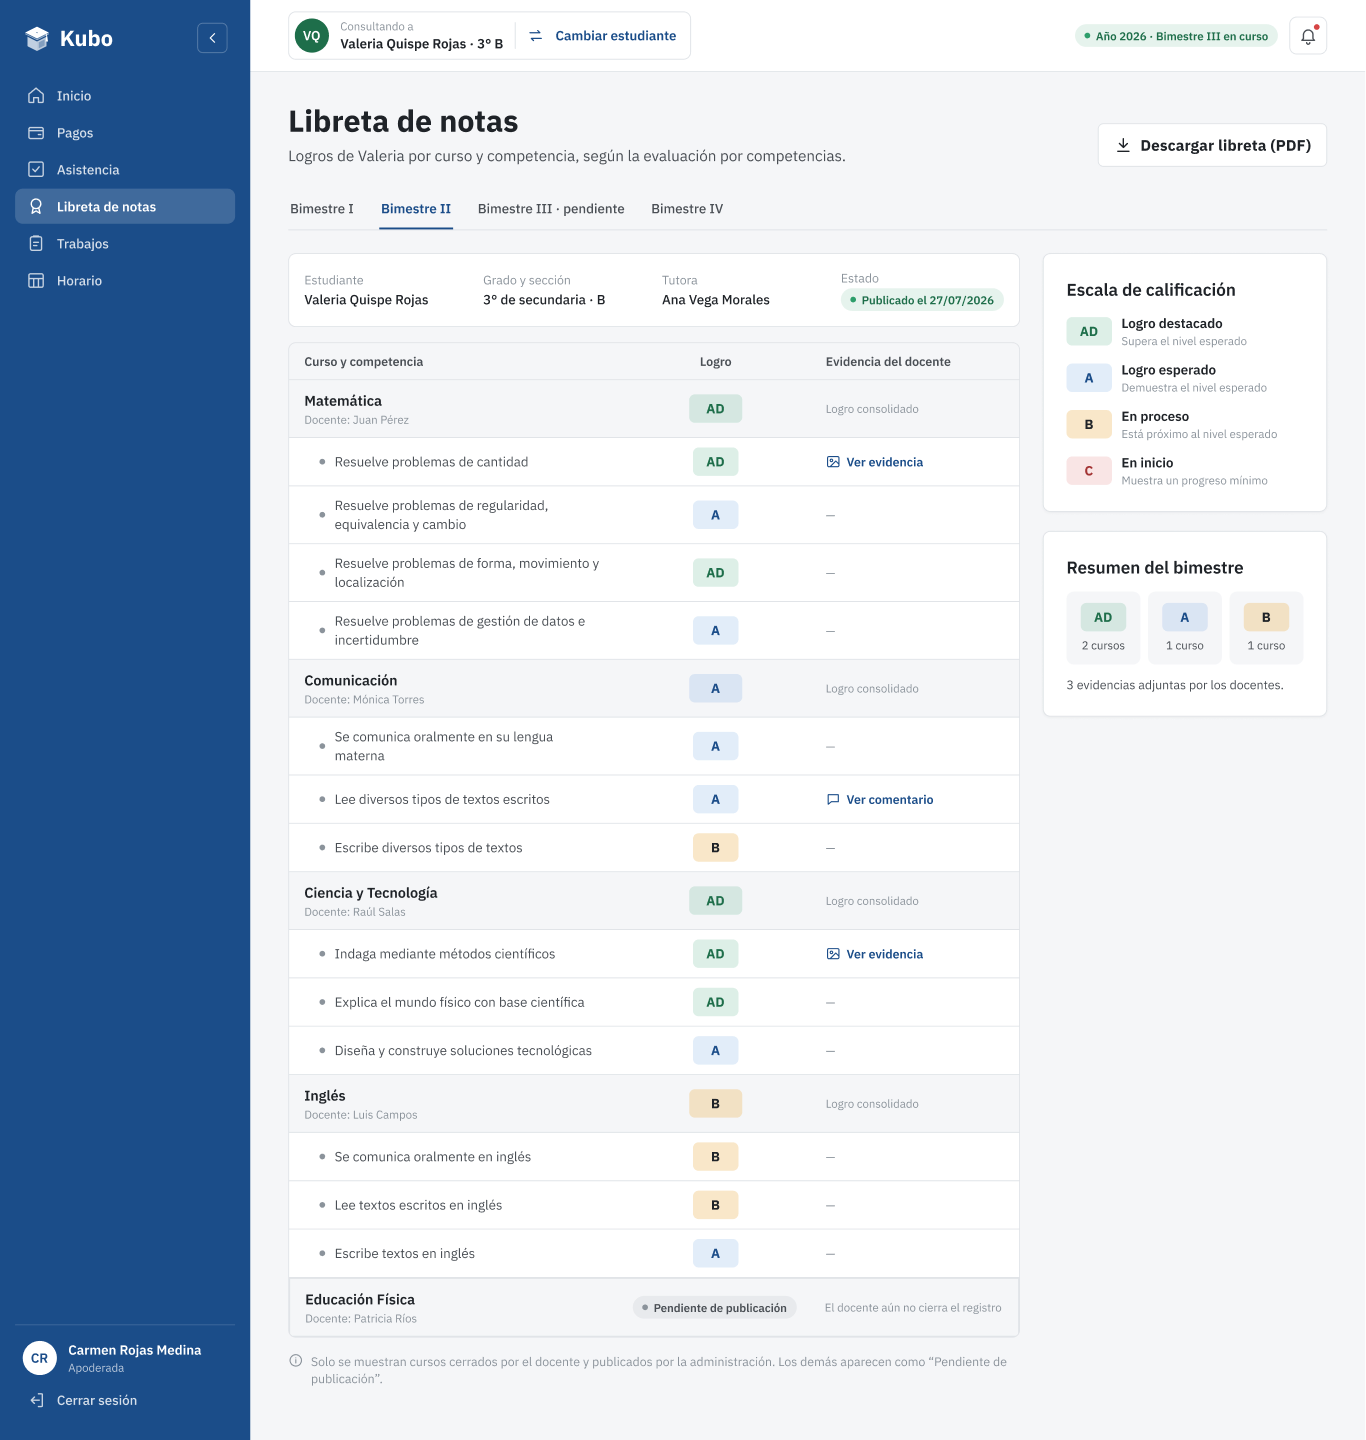 Kubo
Inicio
Pagos
Asistencia
Libreta de notas
Trabajos
Horario
CR
Carmen Rojas Medina
Apoderada
Cerrar sesión
VQ
Consultando a
Valeria Quispe Rojas · 3° B
Cambiar estudiante
Año 2026 · Bimestre III en curso
Libreta de notas
Logros de Valeria por curso y competencia, según la evaluación por competencias.
Descargar libreta (PDF)
Bimestre I
Bimestre II
Bimestre III · pendiente
Bimestre IV
Estudiante
Valeria Quispe Rojas
Grado y sección
3° de secundaria · B
Tutora
Ana Vega Morales
Estado
Publicado el 27/07/2026
Curso y competencia
Logro
Evidencia del docente
Matemática
Docente: Juan Pérez
AD
Logro consolidado
Resuelve problemas de cantidad
AD
Ver evidencia
Resuelve problemas de regularidad,
equivalencia y cambio
A
—
Resuelve problemas de forma, movimiento y
localización
AD
—
Resuelve problemas de gestión de datos e
incertidumbre
A
—
Comunicación
Docente: Mónica Torres
A
Logro consolidado
Se comunica oralmente en su lengua
materna
A
—
Lee diversos tipos de textos escritos
A
Ver comentario
Escribe diversos tipos de textos
B
—
Ciencia y Tecnología
Docente: Raúl Salas
AD
Logro consolidado
Indaga mediante métodos científicos
AD
Ver evidencia
Explica el mundo físico con base científica
AD
—
Diseña y construye soluciones tecnológicas
A
—
Inglés
Docente: Luis Campos
B
Logro consolidado
Se comunica oralmente en inglés
B
—
Lee textos escritos en inglés
B
—
Escribe textos en inglés
A
—
Educación Física
Docente: Patricia Ríos
Pendiente de publicación
El docente aún no cierra el registro
Solo se muestran cursos cerrados por el docente y publicados por la administración. Los demás aparecen como “Pendiente de
publicación”.
Escala de calificación
AD
Logro destacado
Supera el nivel esperado
A
Logro esperado
Demuestra el nivel esperado
B
En proceso
Está próximo al nivel esperado
C
En inicio
Muestra un progreso mínimo
Resumen del bimestre
AD
2 cursos
A
1 curso
B
1 curso
3 evidencias adjuntas por los docentes.